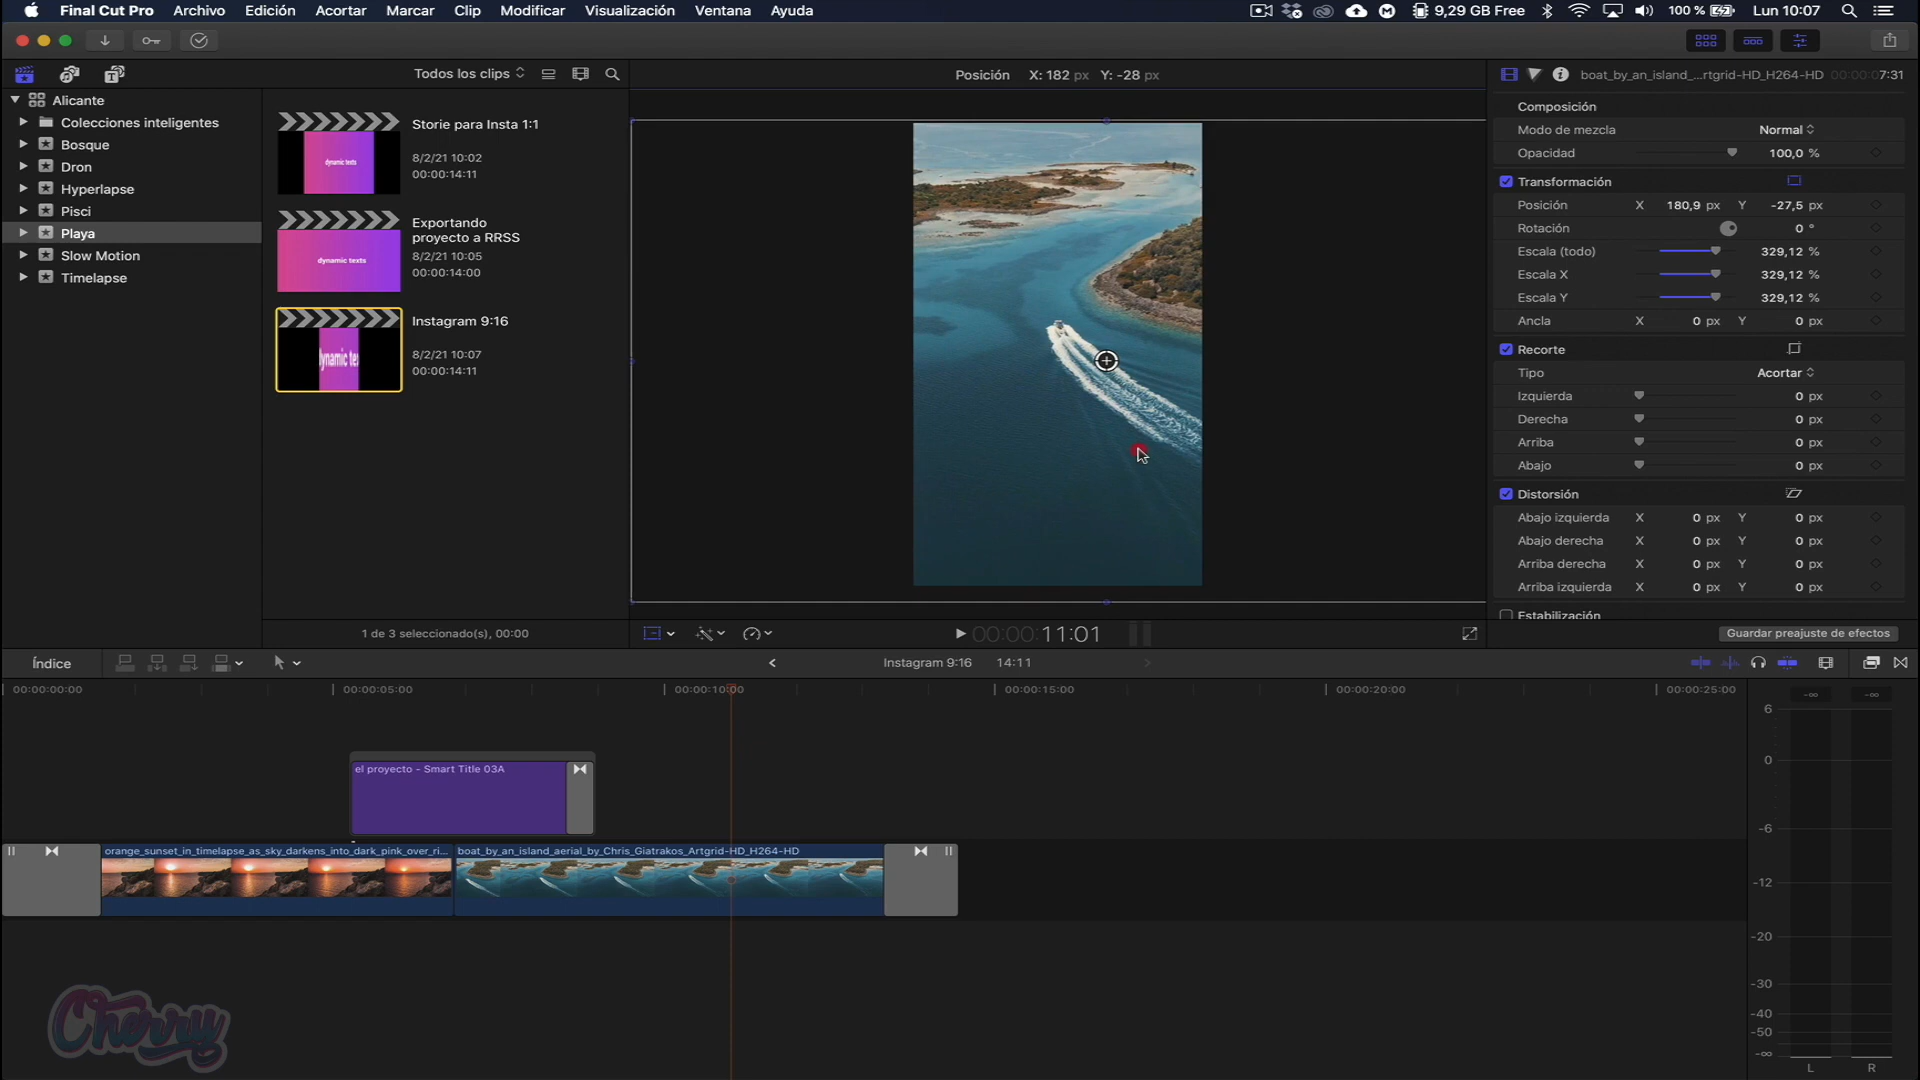 Final Cut Pro Archivo Edición Acortar Marcar Clip Modificar Visualización Ventana Ayuda 9,29 GB Free 100 % Lun 10:07
Todos los clips
Posición X: 182 px Y: -28 px
boat_by_an_island_...rtgrid-HD_H264-HD 00:00:07:31
Alicante
Colecciones inteligentes
Bosque
Dron
Hyperlapse
Pisci
Playa
Slow Motion
Timelapse
dynamic texts
Storie para Insta 1:1
8/2/21 10:02
00:00:14:11
dynamic texts
Exportando
proyecto a RRSS
8/2/21 10:05
00:00:14:00
Instagram 9:16
8/2/21 10:07
00:00:14:11
1 de 3 seleccionado(s), 00:00
Composición
Modo de mezcla Normal
Opacidad 100,0 %
Transformación
Posición X 180,9 px Y -27,5 px
Rotación 0 °
Escala (todo) 329,12 %
Escala X 329,12 %
Escala Y 329,12 %
Ancla X 0 px Y 0 px
Recorte
Tipo Acortar
Izquierda 0 px
Derecha 0 px
Arriba 0 px
Abajo 0 px
Distorsión
Abajo izquierda X 0 px Y 0 px
Abajo derecha X 0 px Y 0 px
Arriba derecha X 0 px Y 0 px
Arriba izquierda X 0 px Y 0 px
Estabilización
00:00:11:01
Guardar preajuste de efectos
Índice
Instagram 9:16 14:11
00:00:00:00 00:00:05:00 00:00:10:00 00:00:15:00 00:00:20:00 00:00:25:00
el proyecto - Smart Title 03A
orange_sunset_in_timelapse_as_sky_darkens_into_dark_pink_over_ri...
boat_by_an_island_aerial_by_Chris_Giatrakos_Artgrid-HD_H264-HD
-∞ -∞
6
0
-6
-12
-20
-30
-40
-50
-∞
L R
Cherry